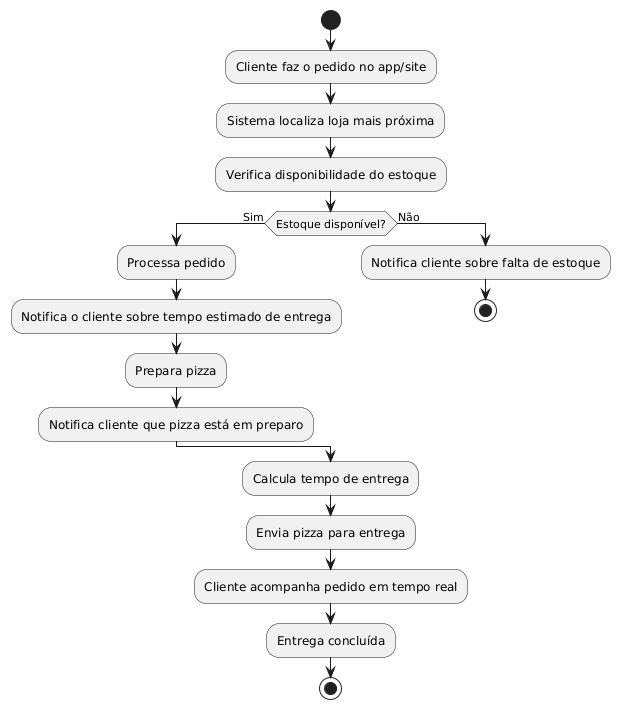 Cliente faz o pedido no app/site
Sistema localiza loja mais próxima
Verifica disponibilidade do estoque
Estoque disponível?
Sim
Não
Processa pedido
Notifica o cliente sobre tempo estimado de entrega
Prepara pizza
Notifica cliente que pizza está em preparo
Notifica cliente sobre falta de estoque
Calcula tempo de entrega
Envia pizza para entrega
Cliente acompanha pedido em tempo real
Entrega concluída